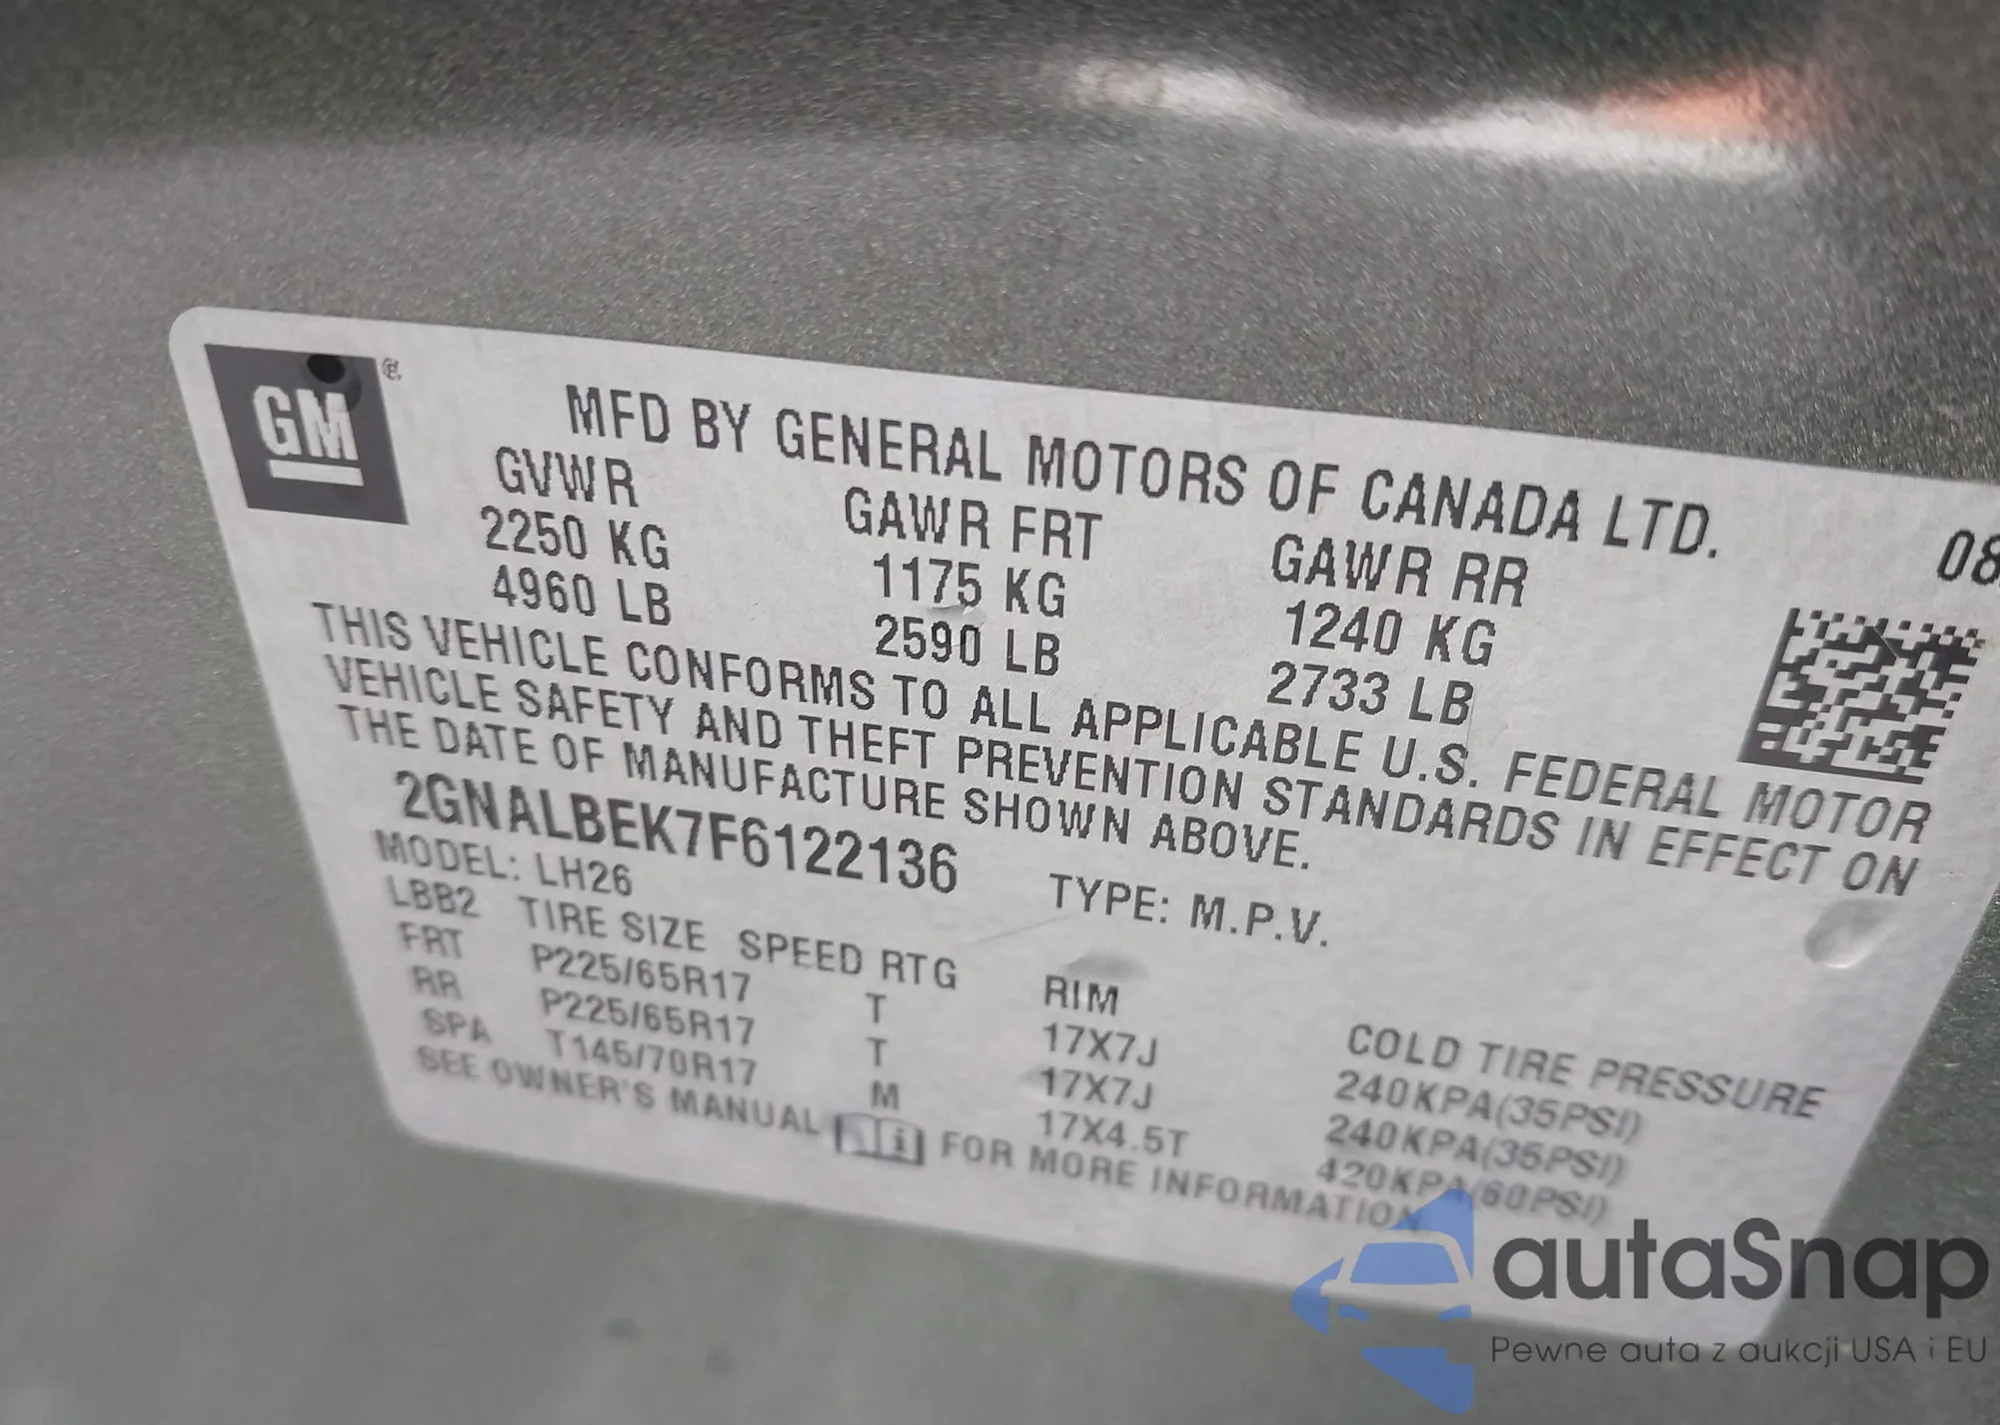 GM ®
MFD BY GENERAL MOTORS OF CANADA LTD.
08
GVWR GAWR FRT GAWR RR
2250 KG 1175 KG 1240 KG
4960 LB 2590 LB 2733 LB
THIS VEHICLE CONFORMS TO ALL APPLICABLE U.S. FEDERAL MOTOR
VEHICLE SAFETY AND THEFT PREVENTION STANDARDS IN EFFECT ON
THE DATE OF MANUFACTURE SHOWN ABOVE.
2GNALBEK7F6122136 TYPE: M.P.V.
MODEL: LH26
LBB2 TIRE SIZE SPEED RTG RIM COLD TIRE PRESSURE
FRT P225/65R17 T 17X7J 240KPA(35PSI)
RR P225/65R17 T 17X7J 240KPA(35PSI)
SPA T145/70R17 M 17X4.5T 420KPA(60PSI)
SEE OWNER'S MANUAL i FOR MORE INFORMATION
autaSnap
Pewne auta z aukcji USA i EU